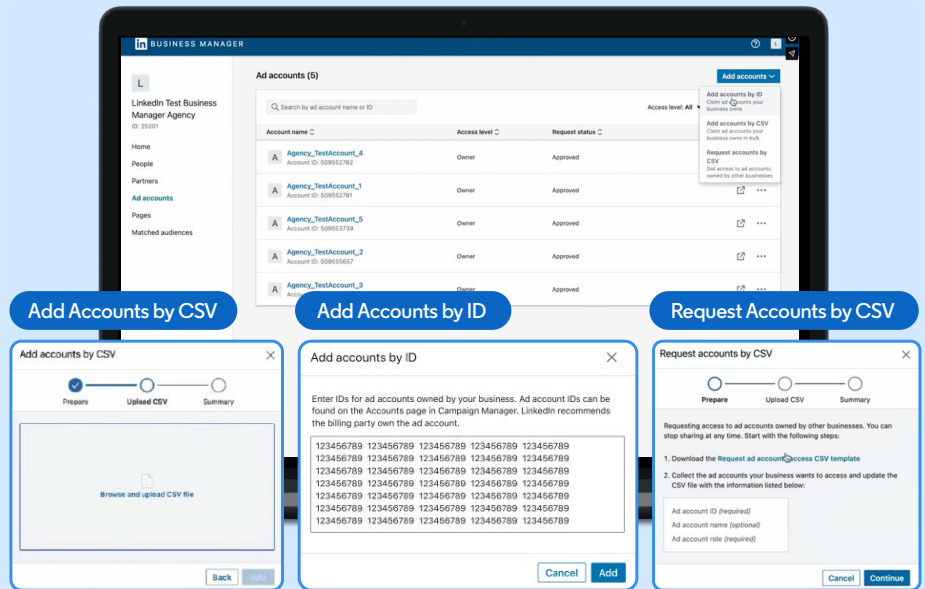 in BUSINESS MANAGER
L
L
LinkedIn Test Business
Manager Agency
ID: 25201
Home
People
Partners
Ad accounts
Pages
Matched audiences
Ad accounts (5)
Add accounts
Search by ad account name or ID
Access level: All
Add accounts by ID
Claim ad accounts your
business owns
Add accounts by CSV
Claim ad accounts your
business owns in bulk
Request accounts by
CSV
Get access to ad accounts
owned by other businesses
Account name Access level Request status
A Agency_TestAccount_4 Owner Approved
Account ID: 509552782
A Agency_TestAccount_1 Owner Approved
Account ID: 509552781
A Agency_TestAccount_5 Owner Approved
Account ID: 509553739
A Agency_TestAccount_2 Owner Approved
Account ID: 509555657
A Agency_TestAccount_3 Owner Approved
Add Accounts by CSV
Add accounts by CSV
Prepare Upload CSV Summary
Browse and upload CSV file
Back Add
Add Accounts by ID
Add accounts by ID
Enter IDs for ad accounts owned by your business. Ad account IDs can be
found on the Accounts page in Campaign Manager. LinkedIn recommends
the billing party own the ad account.
123456789 123456789 123456789 123456789 123456789
123456789 123456789 123456789 123456789 123456789
123456789 123456789 123456789 123456789 123456789
123456789 123456789 123456789 123456789 123456789
123456789 123456789 123456789 123456789 123456789
123456789 123456789 123456789 123456789 123456789
123456789 123456789 123456789 123456789 123456789
Cancel Add
Request Accounts by CSV
Request accounts by CSV
Prepare Upload CSV Summary
Requesting access to ad accounts owned by other businesses. You can
stop sharing at any time. Start with the following steps:
1. Download the Request ad account access CSV template
2. Collect the ad accounts your business wants to access and update the
CSV file with the information listed below:
Ad account ID (required)
Ad account name (optional)
Ad account role (required)
Cancel Continue